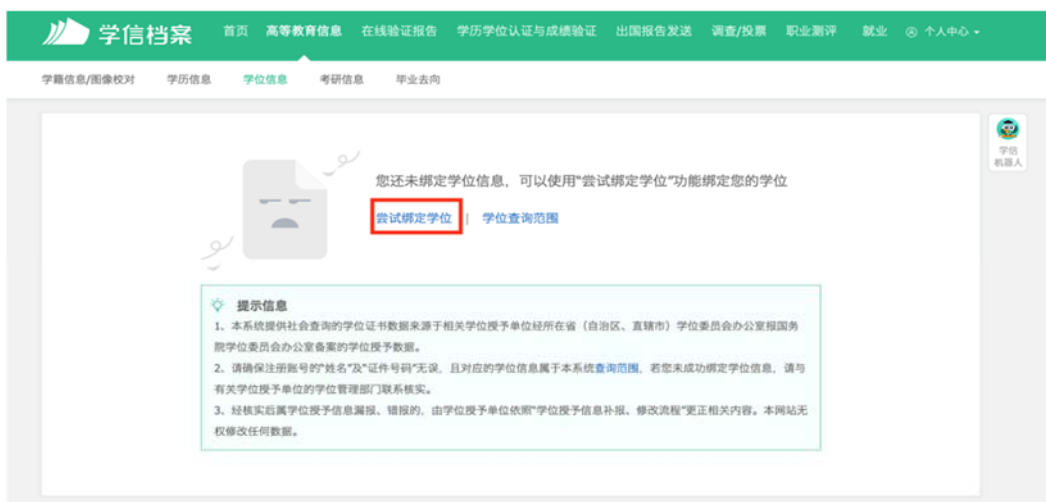 学信档案 首页 高等教育信息 在线验证报告 学历学位认证与成绩验证 出国报告发送 调查/投票 职业测评 就业 个人中心
学籍信息/图像校对 学历信息 学位信息 考研信息 毕业去向
学信
机器人
您还未绑定学位信息，可以使用“尝试绑定学位”功能绑定您的学位
尝试绑定学位 | 学位查询范围
提示信息
1、本系统提供社会查询的学位证书数据来源于相关学位授予单位经所在省（自治区、直辖市）学位委员会办公室报国务
院学位委员会办公室备案的学位授予数据。
2、请确保注册账号的“姓名”及“证件号码”无误，且对应的学位信息属于本系统查询范围，若您未成功绑定学位信息，请与
有关学位授予单位的学位管理部门联系核实。
3、经核实后属学位授予信息漏报、错报的，由学位授予单位依照“学位授予信息补报、修改流程”更正相关内容。本网站无
权修改任何数据。